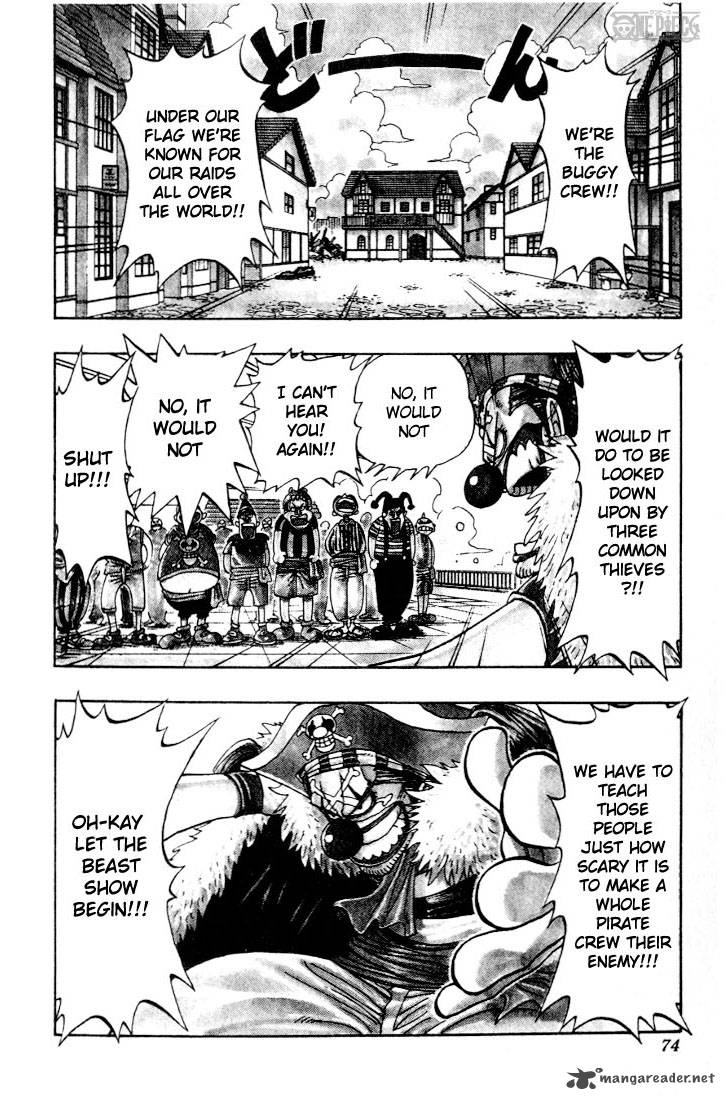 ONE PIECE
どーん
WE'RE
THE
BUGGY
CREW!!
UNDER OUR
FLAG WE'RE
KNOWN FOR
OUR RAIDS
ALL OVER
THE WORLD!!
WOULD IT
DO TO BE
LOOKED
DOWN
UPON BY
THREE
COMMON
THIEVES
?!!
NO, IT
WOULD
NOT
I CAN'T
HEAR
YOU!
AGAIN!!
NO, IT
WOULD
NOT
SHUT
UP!!!
WE HAVE TO
TEACH
THOSE
PEOPLE
JUST HOW
SCARY IT IS
TO MAKE A
WHOLE
PIRATE
CREW THEIR
ENEMY!!!
OH-KAY
LET THE
BEAST
SHOW
BEGIN!!!
74
mangareader.net